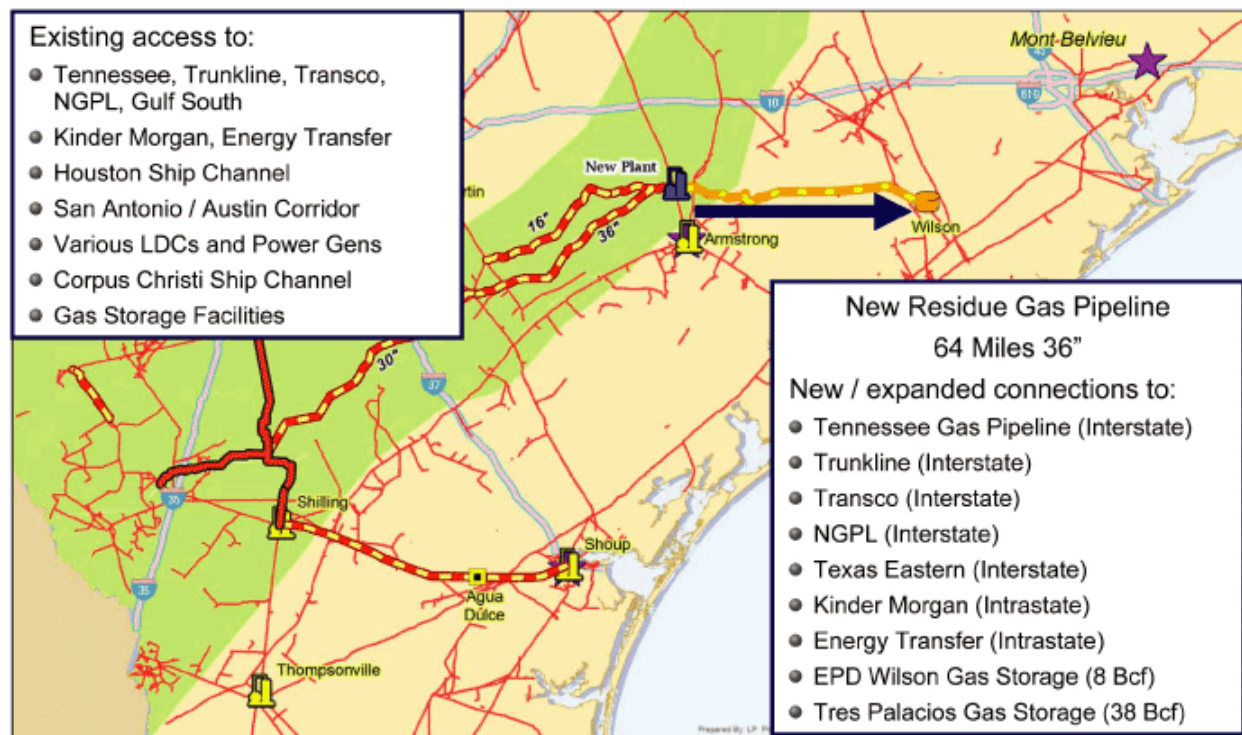 Existing access to:
Tennessee, Trunkline, Transco,
NGPL, Gulf South
Kinder Morgan, Energy Transfer
Houston Ship Channel
San Antonio / Austin Corridor
Various LDCs and Power Gens
Corpus Christi Ship Channel
Gas Storage Facilities
Mont-Belvieu
45
610
10
New Plant
16"
36"
Armstrong
Wilson
30"
37
35
Shilling
Shoup
35
Agua
Dulce
Thompsonville
New Residue Gas Pipeline
64 Miles 36"
New / expanded connections to:
Tennessee Gas Pipeline (Interstate)
Trunkline (Interstate)
Transco (Interstate)
NGPL (Interstate)
Texas Eastern (Interstate)
Kinder Morgan (Intrastate)
Energy Transfer (Intrastate)
EPD Wilson Gas Storage (8 Bcf)
Tres Palacios Gas Storage (38 Bcf)
Prepared By: LP